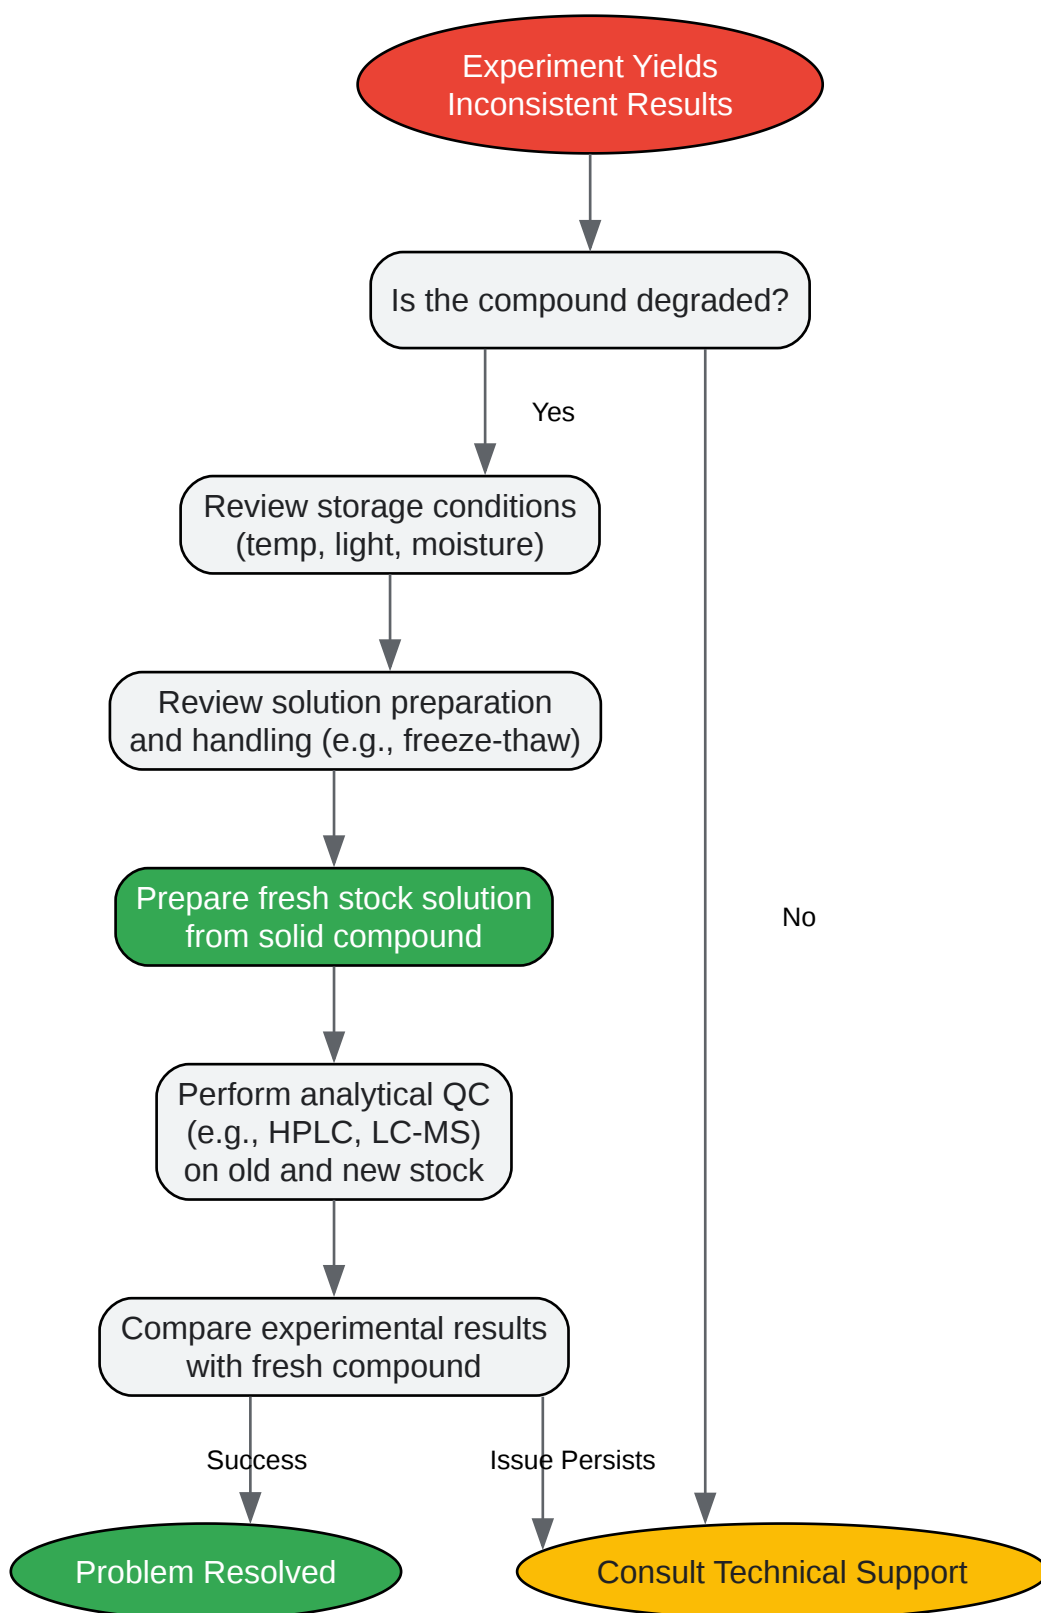 Experiment Yields
Inconsistent Results
Is the compound degraded?
Yes
Review storage conditions
(temp, light, moisture)
Review solution preparation
and handling (e.g., freeze-thaw)
Prepare fresh stock solution
from solid compound
No
Perform analytical QC
(e.g., HPLC, LC-MS)
on old and new stock
Compare experimental results
with fresh compound
Success
Issue Persists
Problem Resolved
Consult Technical Support